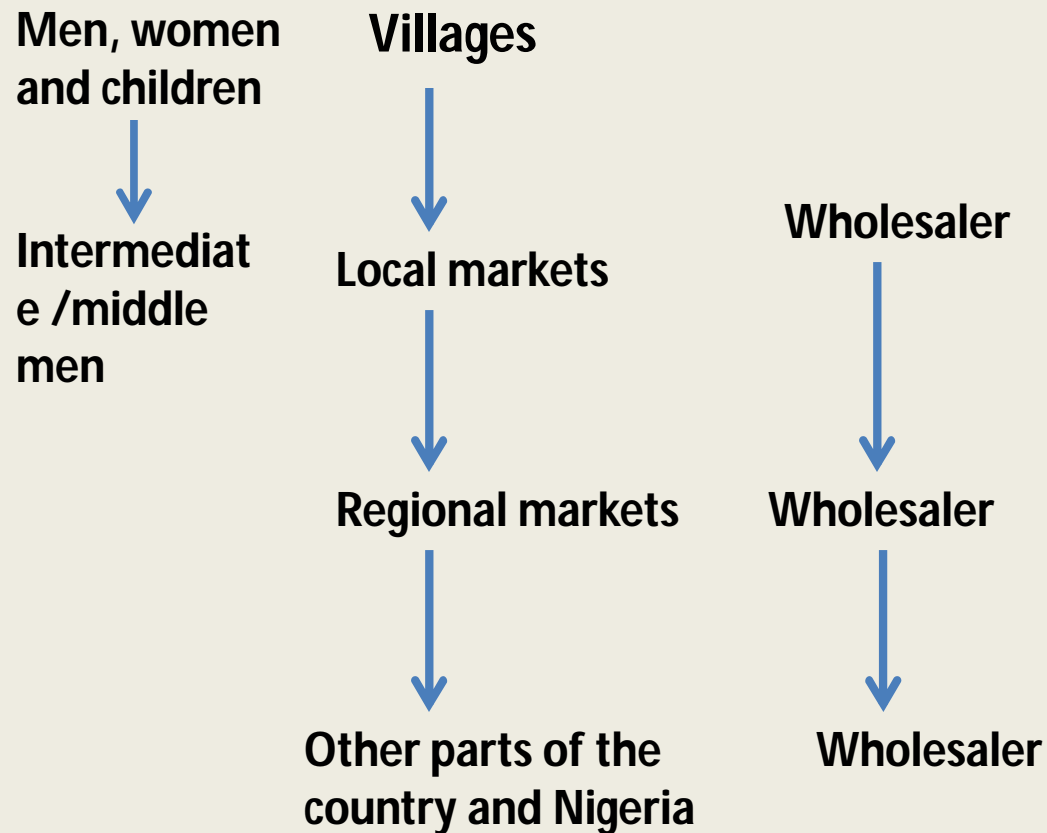 Men, women
and children
Villages
Intermediat
e /middle
men
Local markets
Wholesaler
Regional markets
Wholesaler
Other parts of the
country and Nigeria
Wholesaler